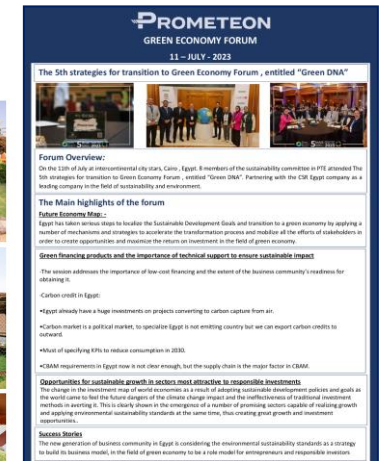 PROMETEON
GREEN ECONOMY FORUM
11 – JULY - 2023
The 5th strategies for transition to Green Economy Forum , entitled "Green DNA"
Forum Overview:
On the 11th of July at intercontinental city stars, Cairo , Egypt. 8 members of the sustainability committee in PTE attended The
5th strategies for transition to Green Economy Forum , entitled "Green DNA". Partnering with the CSR Egypt company as a
leading company in the field of sustainability and environment.
The Main highlights of the forum
Future Economy Map: -
Egypt has taken serious steps to localize the Sustainable Development Goals and transition to a green economy by applying a
number of mechanisms and strategies to accelerate the transformation process and mobilize all the efforts of stakeholders in
order to create opportunities and maximize the return on investment in the field of green economy.
Green financing products and the importance of technical support to ensure sustainable impact
-The session addresses the importance of low-cost financing and the extent of the business community's readiness for
obtaining it.
-Carbon credit in Egypt:
•Egypt already have a huge investments on projects converting to carbon capture from air.
•Carbon market is a political market, to specialize Egypt is not emitting country but we can export carbon credits to
outward.
•Must of specifying KPIs to reduce consumption in 2030.
•CBAM requirements in Egypt now is not clear enough, but the supply chain is the major factor in CBAM.
Opportunities for sustainable growth in sectors most attractive to responsible investments
The change in the investment map of world economies as a result of adopting sustainable development policies and goals as
the world came to feel the future dangers of the climate change impact and the ineffectiveness of traditional investment
methods in averting it. This is clearly shown in the emergence of a number of promising sectors capable of realizing growth
and applying environmental sustainability standards at the same time, thus creating great growth and investment
opportunities..
Success Stories
The new generation of business community in Egypt is considering the environmental sustainability standards as a strategy
to build its business model, in the field of green economy to be a role model for entrepreneurs and responsible investors